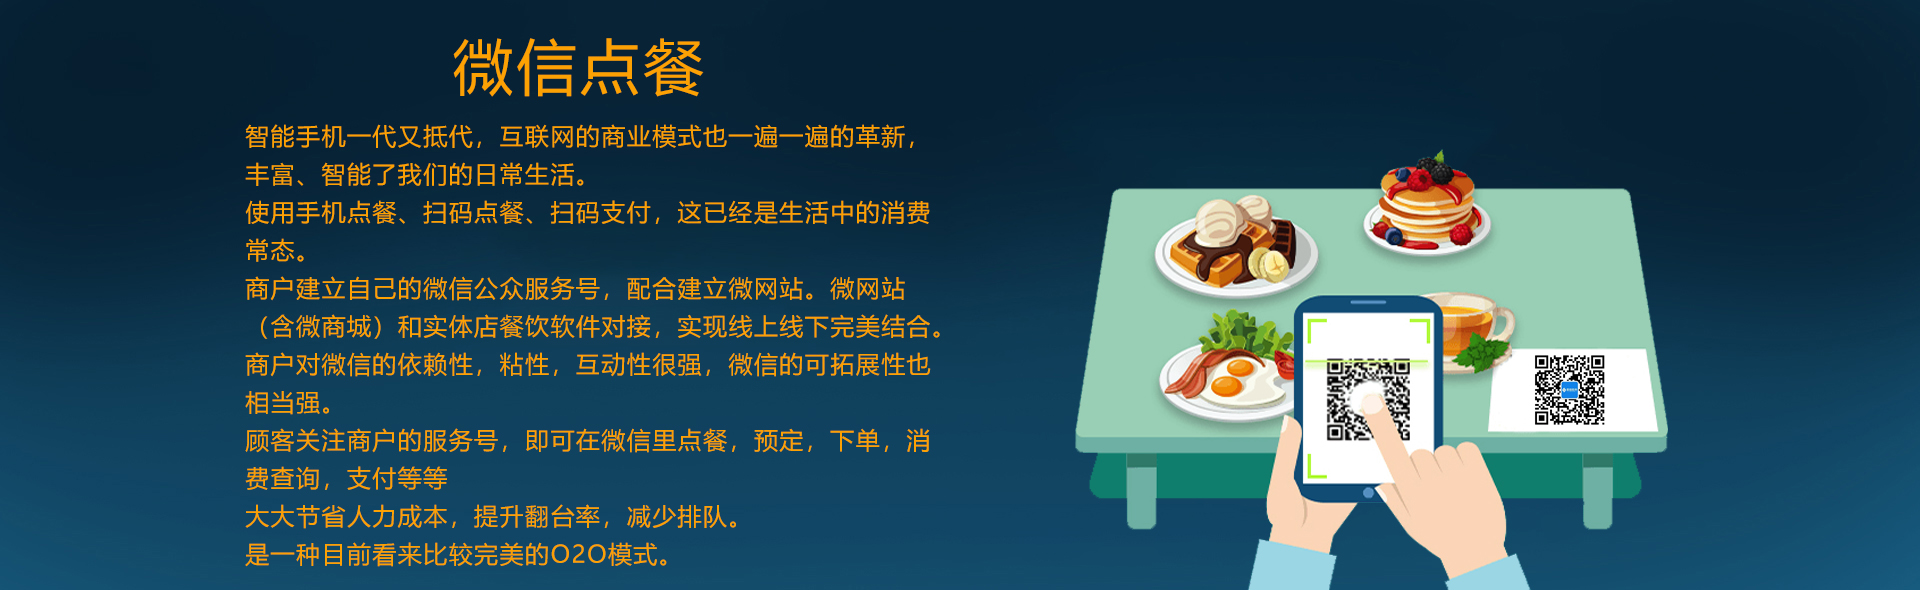 微信点餐
智能手机一代又抵代，互联网的商业模式也一遍一遍的革新，
丰富、智能了我们的日常生活。
使用手机点餐、扫码点餐、扫码支付，这已经是生活中的消费
常态。
商户建立自己的微信公众服务号，配合建立微网站。微网站
（含微商城）和实体店餐饮软件对接，实现线上线下完美结合。
商户对微信的依赖性，粘性，互动性很强，微信的可拓展性也
相当强。
顾客关注商户的服务号，即可在微信里点餐，预定，下单，消
费查询，支付等等
大大节省人力成本，提升翻台率，减少排队。
是一种目前看来比较完美的O2O模式。